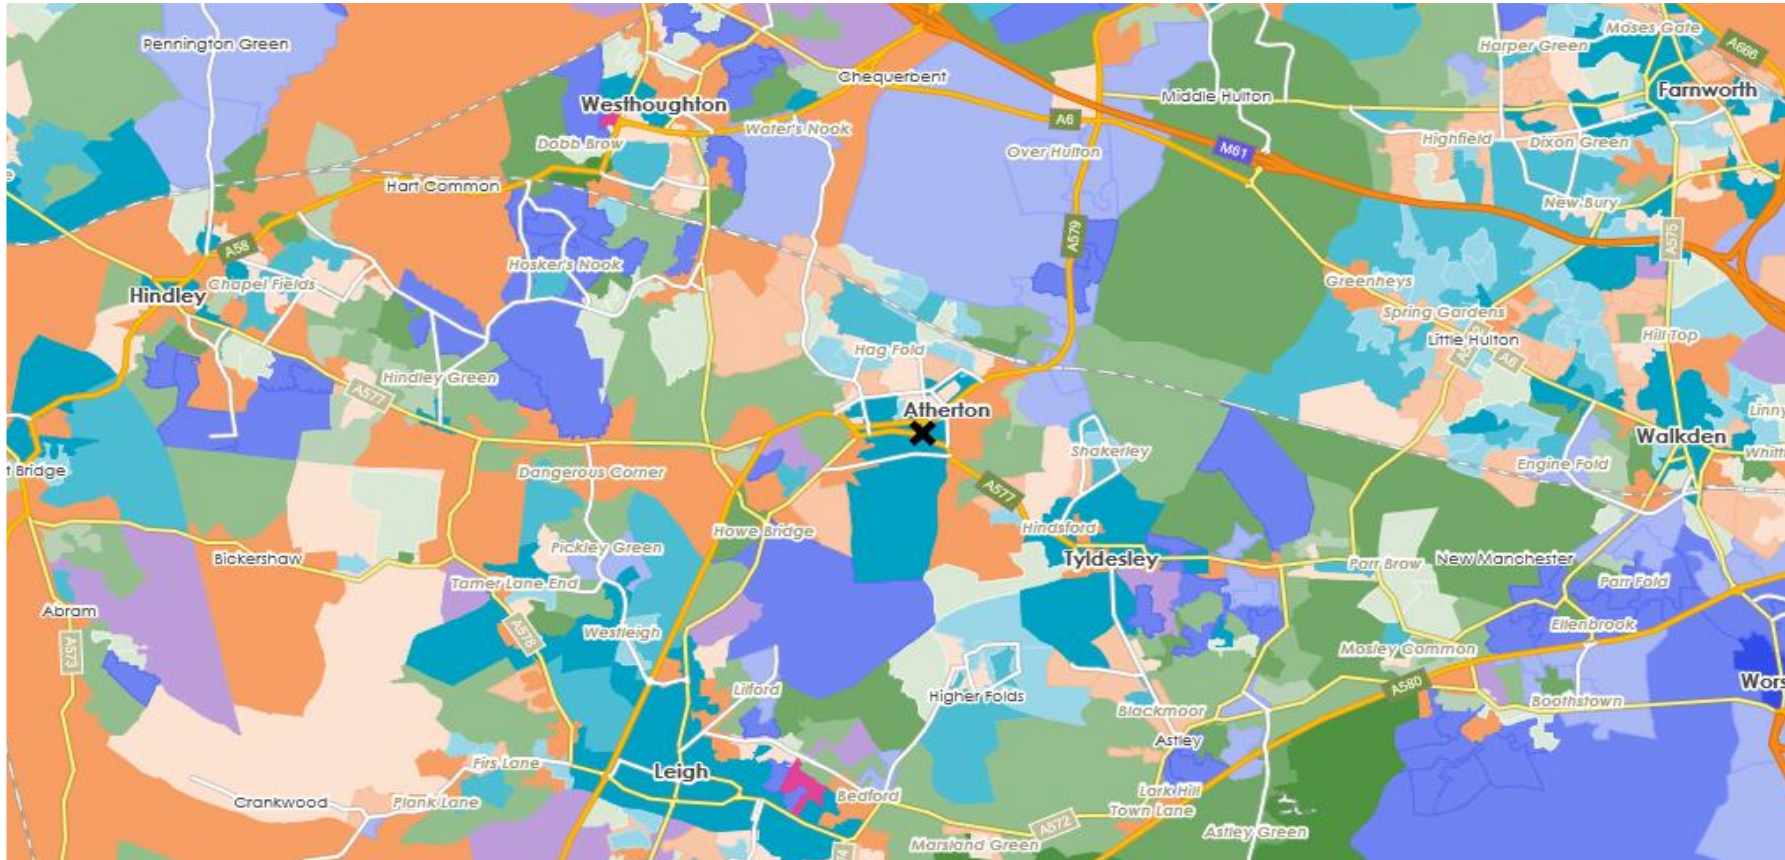 Moses Gate
Pennington Green
Harper Green
A666
Chequerbent
Farnworth
Westhoughton
Middle Hulton
A6
Water's Nook
Dobb Brow
Highfield
Dixon Green
M61
Over Hulton
Hart Common
New Bury
A58
A579
A575
Hosker's Nook
Chapel Fields
Greenheys
Hindley
Spring Gardens
Hill Top
Little Hulton
Hag Fold
A6
Hindley Green
A577
Atherton
Linny
Walkden
Shakerley
Whitt
t Bridge
Dangerous Corner
Engine Fold
A577
Howe Bridge
Hindsford
Pickley Green
Bickershaw
Tyldesley
Parr Brow
New Manchester
Tamer Lane End
Parr Fold
Abram
Westleigh
A578
Ellenbrook
A573
Mosley Common
Lilford
Higher Folds
A580
Wors
Boothstown
Blackmoor
Astley
Firs Lane
Leigh
Lark Hill
Crankwood
Plank Lane
Bedford
Town Lane
A572
Astley Green
Marsland Green